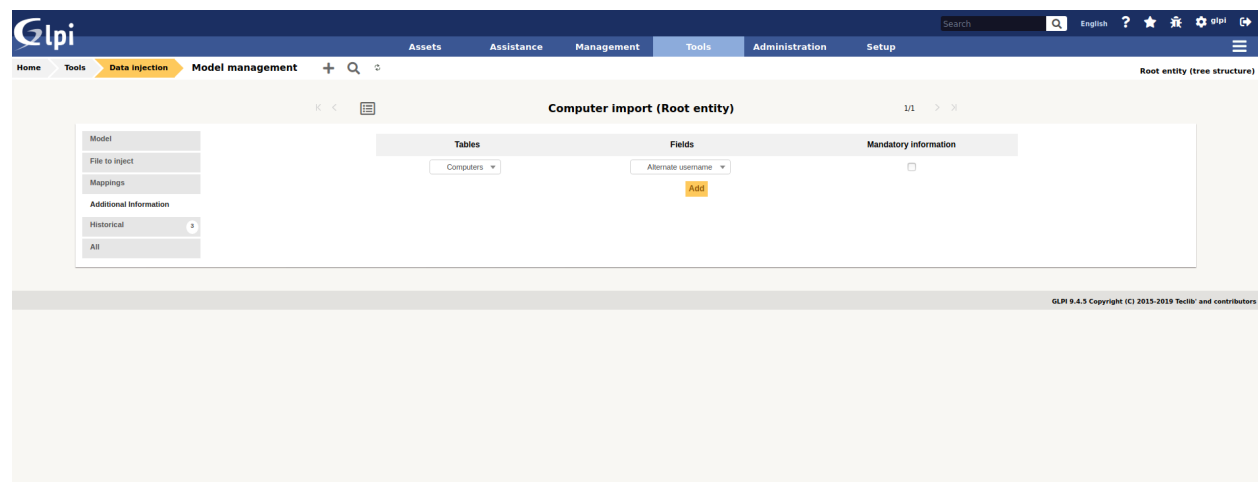 Glpi
Search English ? glpi
Assets Assistance Management Tools Administration Setup
Home Tools Data injection Model management
Root entity (tree structure)
Computer import (Root entity) 1/1
Model
File to inject
Mappings
Additional Information
Historical 3
All
Tables Fields Mandatory information
Computers Alternate username
Add
GLPI 9.4.5 Copyright (C) 2015-2019 Teclib' and contributors